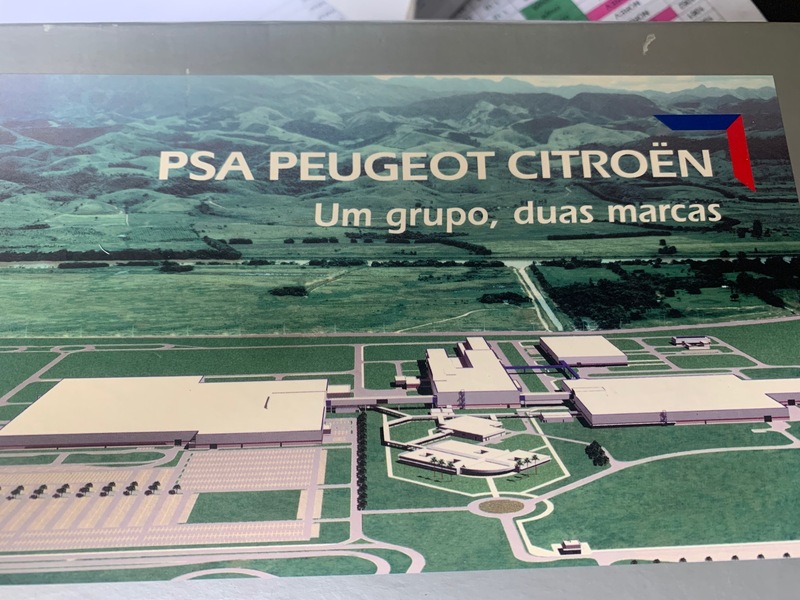 PSA PEUGEOT CITROËN
Um grupo, duas marcas